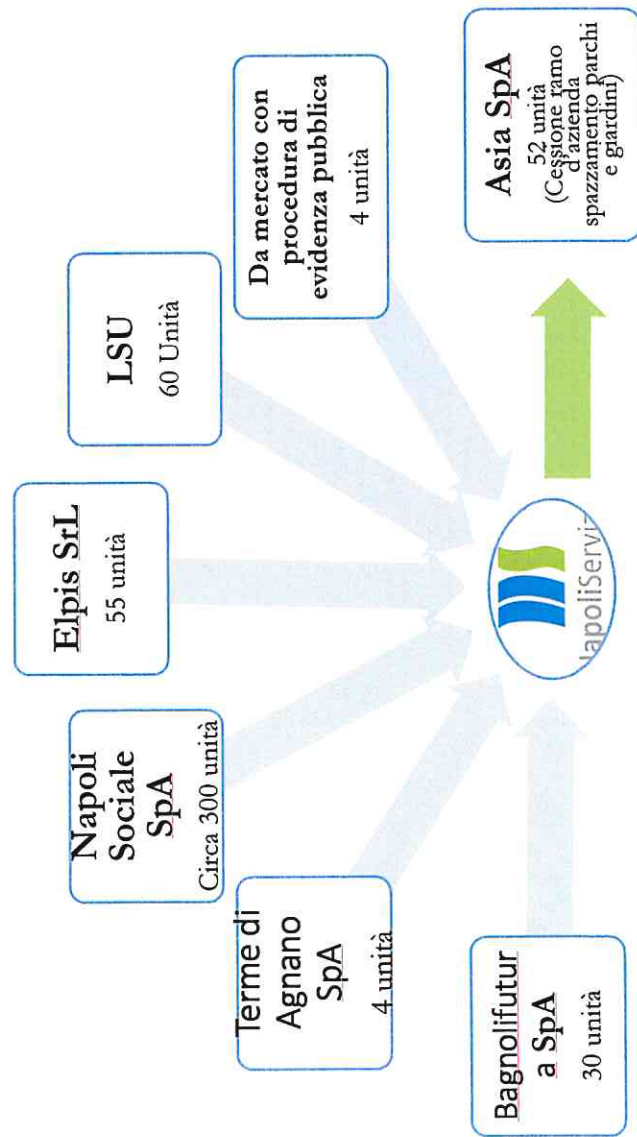 Bagnolifutur
a SpA
30 unità
Terme di
Agnano
SpA
4 unità
Napoli
Sociale
SpA
Circa 300 unità
Elpis SrL
55 unità
LSU
60 Unità
Da mercato con
procedura di
evidenza pubblica
4 unità
Asia SpA
52 unità
(Cessione ramo
d'azienda
spazzamento parchi
e giardini)
NapoliServiz